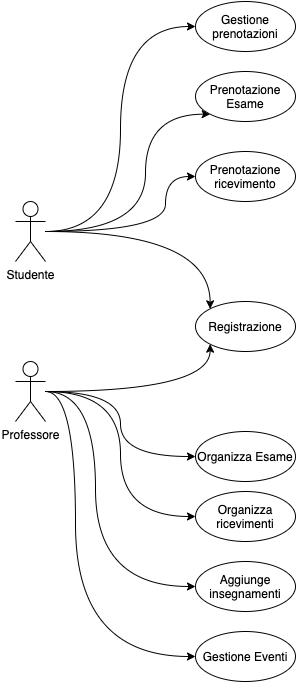 Gestione
prenotazioni
Prenotazione
Esame
Prenotazione
ricevimento
Studente
Registrazione
Professore
Organizza Esame
Organizza
ricevimenti
Aggiunge
insegnamenti
Gestione Eventi